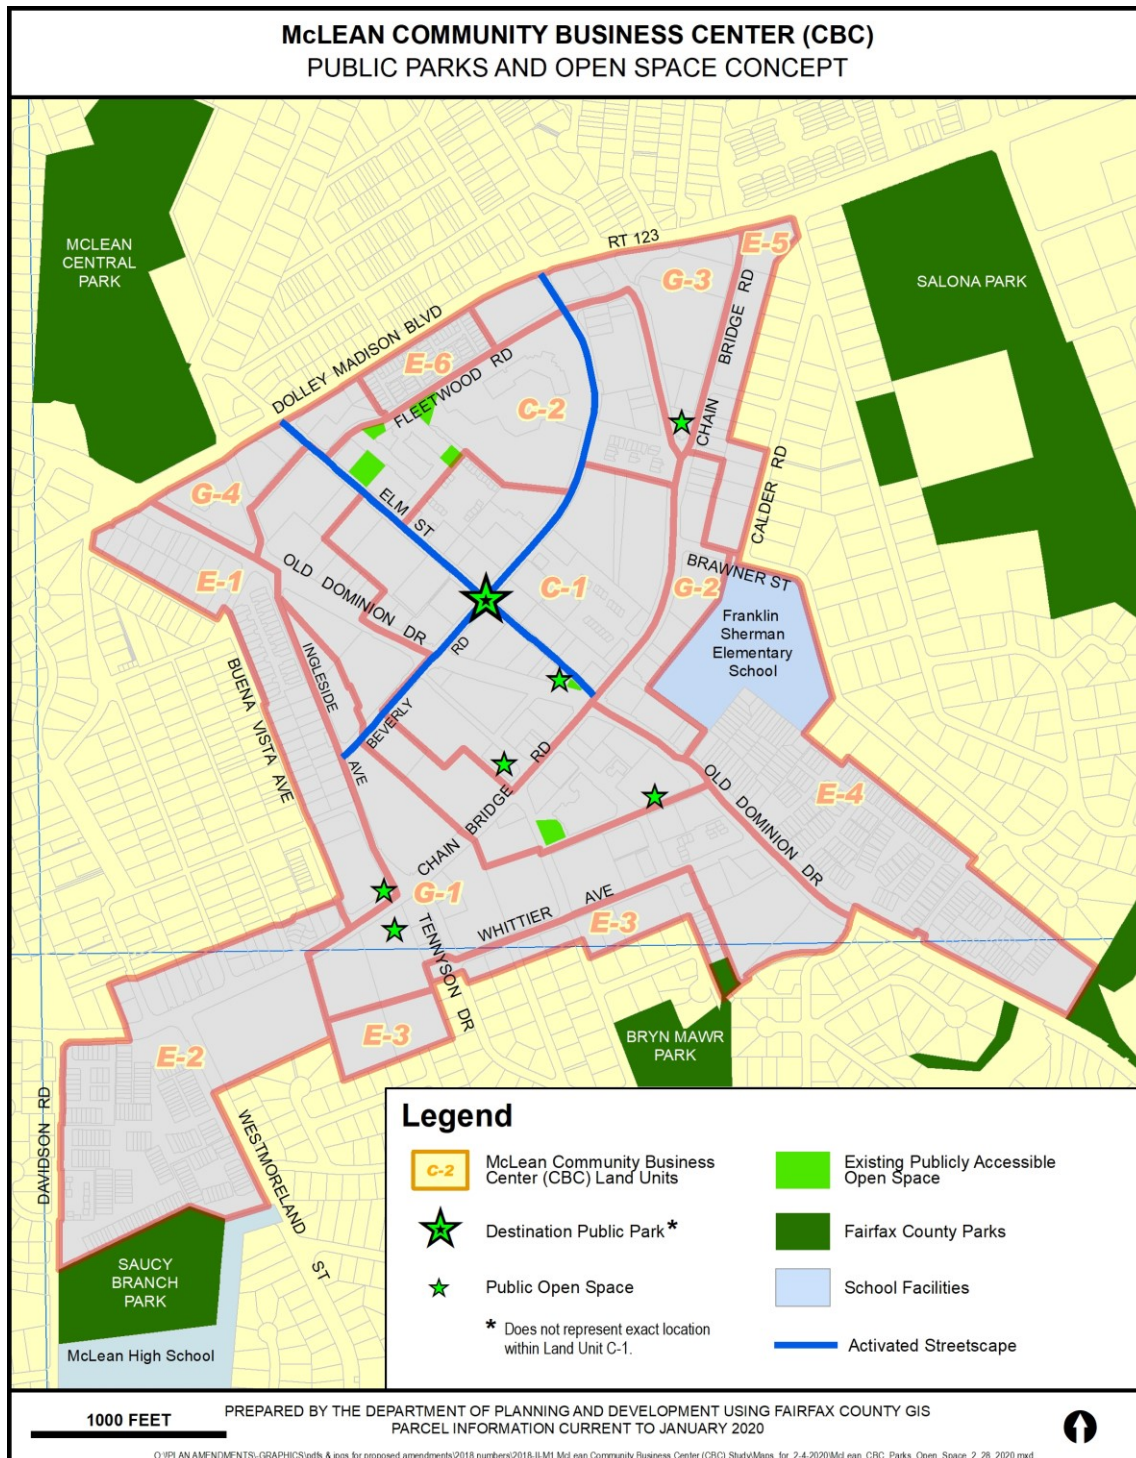 McLEAN COMMUNITY BUSINESS CENTER (CBC)
PUBLIC PARKS AND OPEN SPACE CONCEPT
MCLEAN
CENTRAL
PARK
RT 123
E-5
G-3
SALONA PARK
DOLLEY MADISON BLVD
CHAIN BRIDGE RD
E-6
FLEETWOOD RD
C-2
G-4
ELM ST
CALDER RD
E-1
OLD DOMINION DR
C-1
G-2
BRAWNER ST
Franklin
Sherman
Elementary
School
INGLESIDE AVE
BEVERLY RD
BUENA VISTA AVE
CHAIN BRIDGE RD
OLD DOMINION DR
E-4
G-1
WHITTIER AVE
E-3
TENNYSON DR
E-3
E-2
BRYN MAWR
PARK
DAVIDSON RD
WESTMORELAND ST
SAUCY
BRANCH
PARK
McLean High School
Legend
C-2
McLean Community Business
Center (CBC) Land Units
Destination Public Park *
Public Open Space
* Does not represent exact location
within Land Unit C-1.
Existing Publicly Accessible
Open Space
Fairfax County Parks
School Facilities
Activated Streetscape
1000 FEET
PREPARED BY THE DEPARTMENT OF PLANNING AND DEVELOPMENT USING FAIRFAX COUNTY GIS
PARCEL INFORMATION CURRENT TO JANUARY 2020